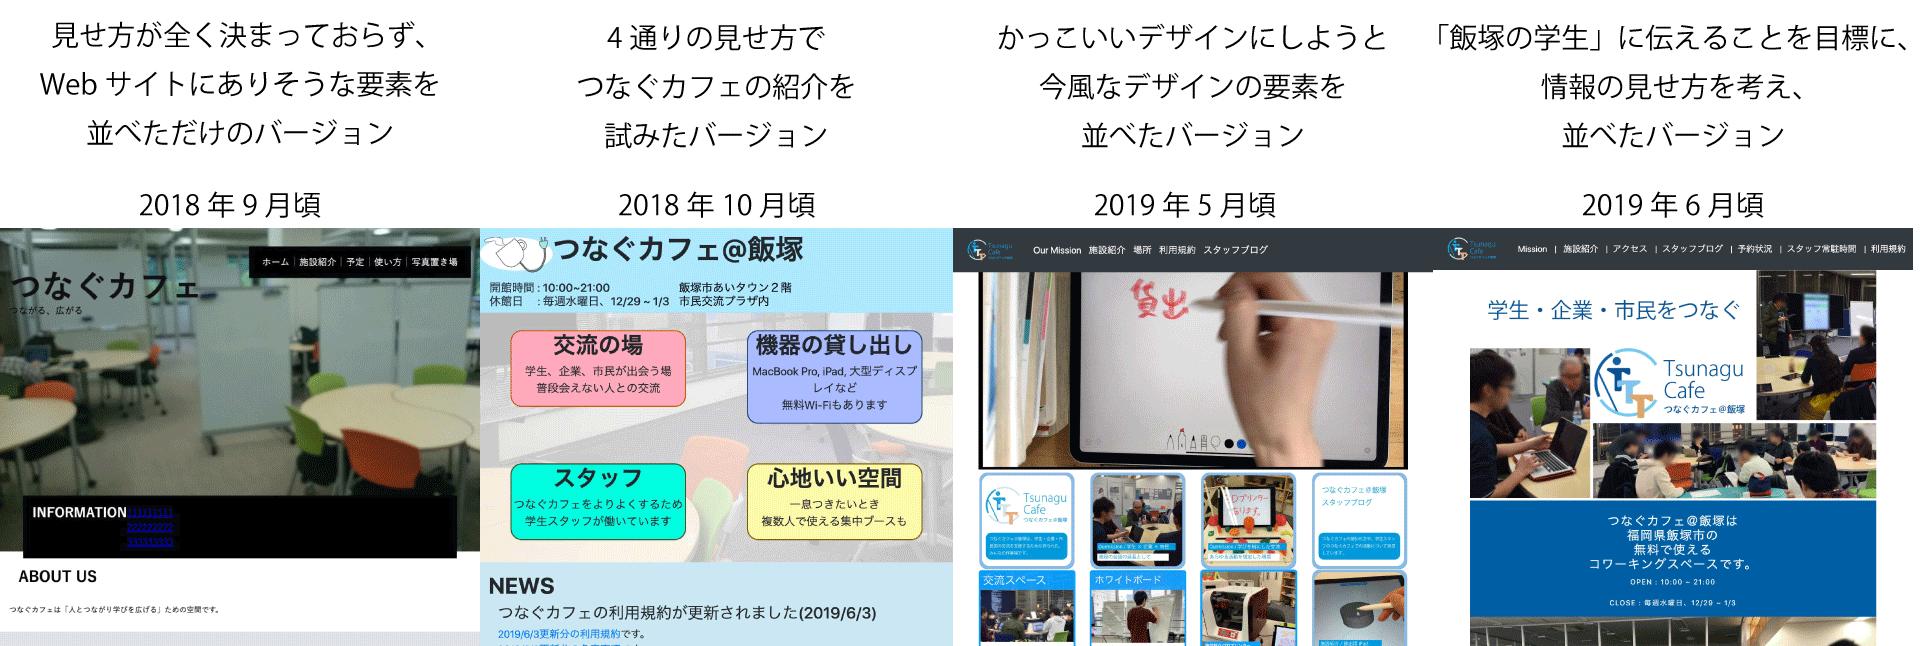 見せ方が全く決まっておらず、
Web サイトにありそうな要素を
並べただけのバージョン
2018 年 9 月頃
ホーム｜施設紹介｜予定｜使い方｜写真置き場
つなぐカフェ
つながる、広がる
INFORMATION
ABOUT US
つなぐカフェは「人とつながり学びを広げる」ための空間です。
4 通りの見せ方で
つなぐカフェの紹介を
試みたバージョン
2018 年 10 月頃
つなぐカフェ@飯塚
開館時間 : 10:00~21:00
休館日 : 毎週水曜日、12/29 ~ 1/3
飯塚市あいタウン２階
市民交流プラザ内
交流の場
学生、企業、市民が出会う場
普段会えない人との交流
機器の貸し出し
MacBook Pro, iPad, 大型ディスプ
レイなど
無料Wi-Fiもあります
スタッフ
つなぐカフェをよりよくするため
学生スタッフが働いています
心地いい空間
一息つきたいとき
複数人で使える集中ブースも
NEWS
つなぐカフェの利用規約が更新されました(2019/6/3)
2019/6/3更新分の利用規約です。
かっこいいデザインにしようと
今風なデザインの要素を
並べたバージョン
2019 年 5 月頃
Tsunagu
Cafe
Our Mission 施設紹介 場所 利用規約 スタッフブログ
貸出
Tsunagu
Cafe
つなぐカフェ@飯塚
つなぐカフェ@飯塚
スタッフブログ
交流スペース
ホワイトボード
「飯塚の学生」に伝えることを目標に、
情報の見せ方を考え、
並べたバージョン
2019 年 6 月頃
Tsunagu
Cafe
Mission | 施設紹介 | アクセス | スタッフブログ | 予約状況 | スタッフ常駐時間 | 利用規約
学生・企業・市民をつなぐ
Tsunagu
Cafe
つなぐカフェ@飯塚
つなぐカフェ@飯塚は
福岡県飯塚市の
無料で使える
コワーキングスペースです。
OPEN : 10:00 ~ 21:00
CLOSE : 毎週水曜日、12/29 ~ 1/3